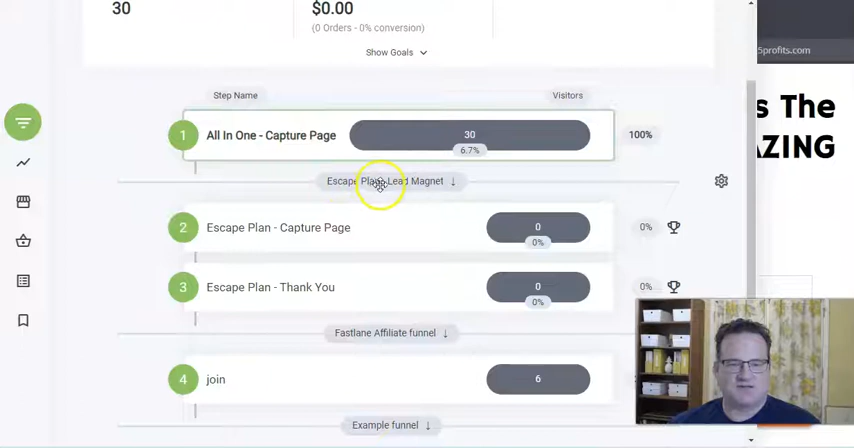 30
$0.00
(0 Orders - 0% conversion)
Show Goals
5profits.com
Step Name
Visitors
s The
AZING
1
All In One - Capture Page
30
6.7%
100%
Escape Plan - Lead Magnet ↓
2
Escape Plan - Capture Page
0
0%
0%
3
Escape Plan - Thank You
0
0%
0%
Fastlane Affiliate funnel ↓
4
join
6
Example funnel ↓